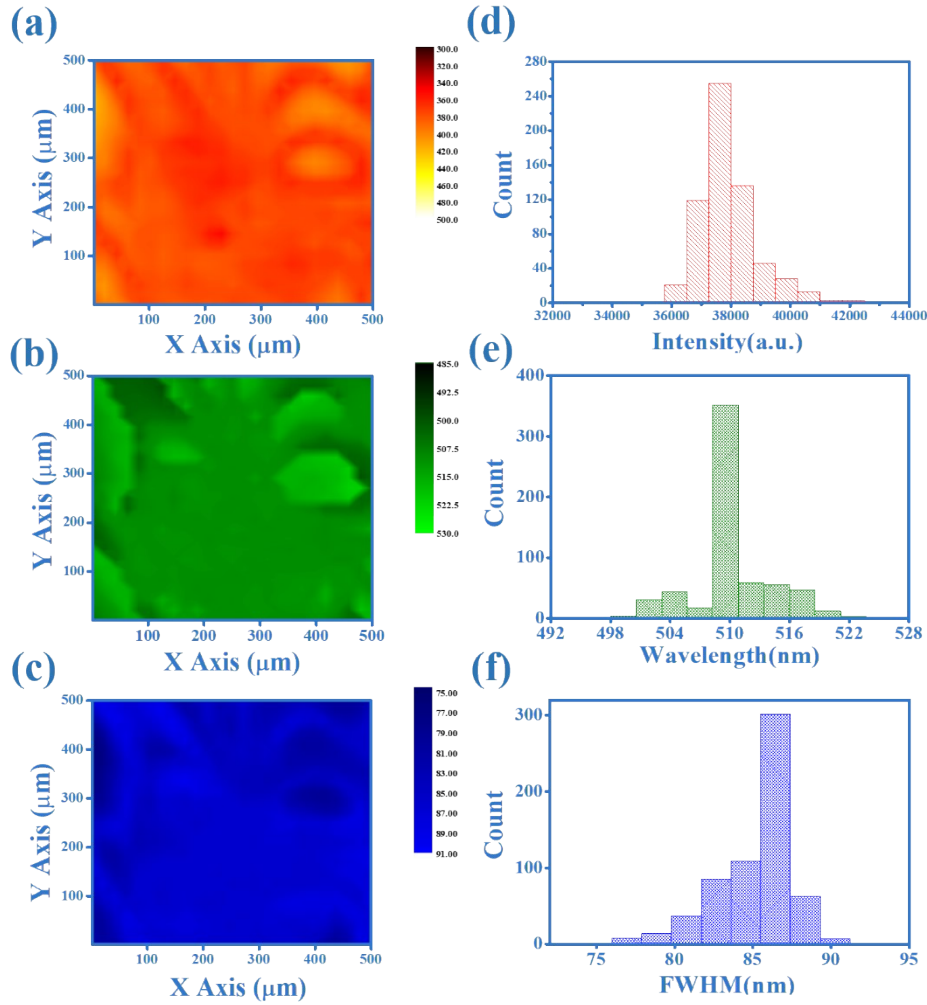 (a)
500
400
300
200
100
Y Axis (μm)
100 200 300 400 500
X Axis (μm)
300.0
320.0
340.0
360.0
380.0
400.0
420.0
440.0
460.0
480.0
500.0
(d)
280
240
200
160
120
80
40
0
Count
32000 34000 36000 38000 40000 42000 44000
Intensity(a.u.)
(b)
500
400
300
200
100
Y Axis (μm)
100 200 300 400 500
X Axis (μm)
485.0
492.5
500.0
507.5
515.0
522.5
530.0
(e)
400
300
200
100
0
Count
492 498 504 510 516 522 528
Wavelength(nm)
(c)
500
400
300
200
100
Y Axis (μm)
100 200 300 400 500
X Axis (μm)
75.00
77.00
79.00
81.00
83.00
85.00
87.00
89.00
91.00
(f)
300
200
100
0
Count
75 80 85 90 95
FWHM(nm)